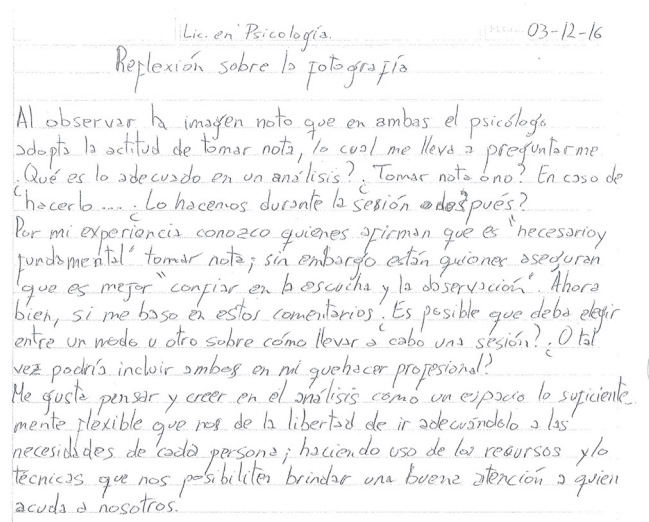 Lic. en Psicología. 03-12-16
Reflexión sobre la fotografía
Al observar la imagen noto que en ambas el psicólogo
adopta la actitud de tomar nota, lo cual me lleva a preguntarme
¿Qué es lo adecuado en un análisis? ¿Tomar nota o no? En caso de
hacerlo .... ¿Lo hacemos durante la sesión o después?
Por mi experiencia conozco quienes afirman que es "necesario y
fundamental" tomar nota; sin embargo están quienes aseguran
que es mejor "confiar en la escucha y la observación". Ahora
bien, si me baso en estos comentarios ¿Es posible que deba elegir
entre un modo u otro sobre cómo llevar a cabo una sesión? ¿O tal
vez podría incluir ambos en mi quehacer profesional?
Me gusta pensar y creer en el análisis como un espacio lo suficiente
mente flexible que nos de la libertad de ir adecuándolo a las
necesidades de cada persona; haciendo uso de los recursos y/o
técnicas que nos posibiliten brindar una buena atención a quien
acuda a nosotros.